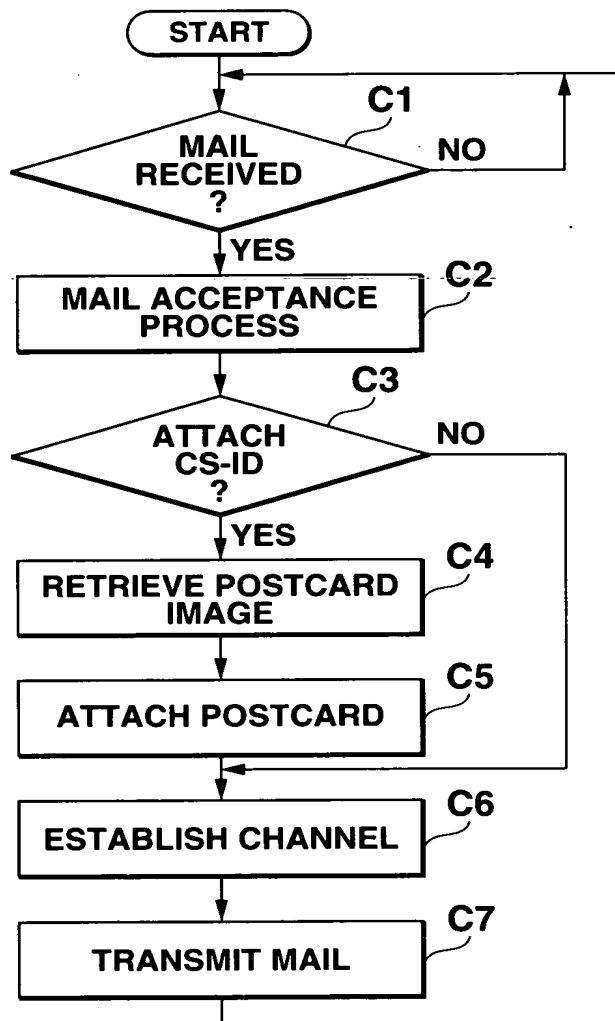 START
C1
MAIL
RECEIVED
?
NO
YES
C2
MAIL ACCEPTANCE
PROCESS
C3
ATTACH
CS-ID
?
NO
YES
C4
RETRIEVE POSTCARD
IMAGE
C5
ATTACH POSTCARD
C6
ESTABLISH CHANNEL
C7
TRANSMIT MAIL